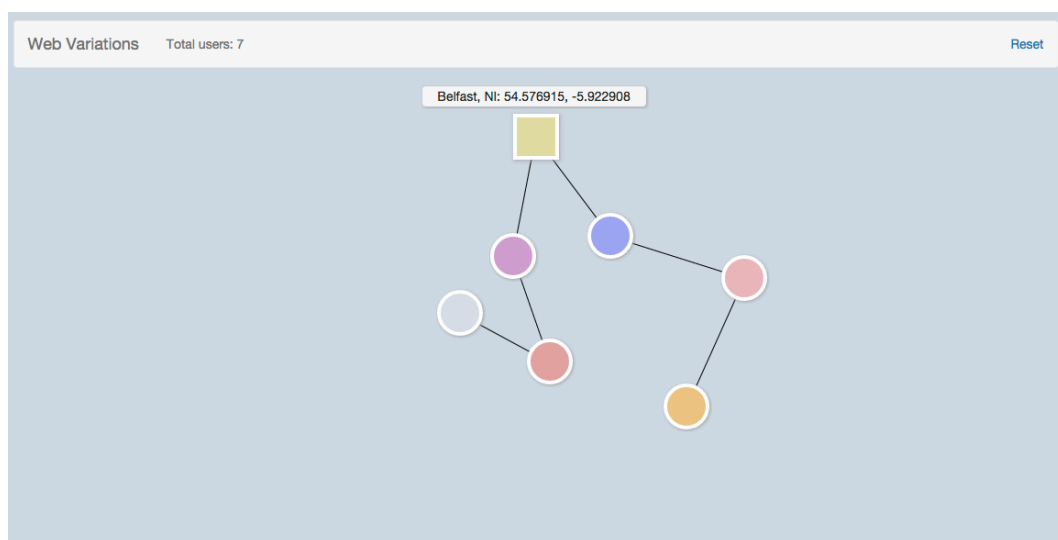 Web Variations Total users: 7 Reset
Belfast, NI: 54.576915, -5.922908